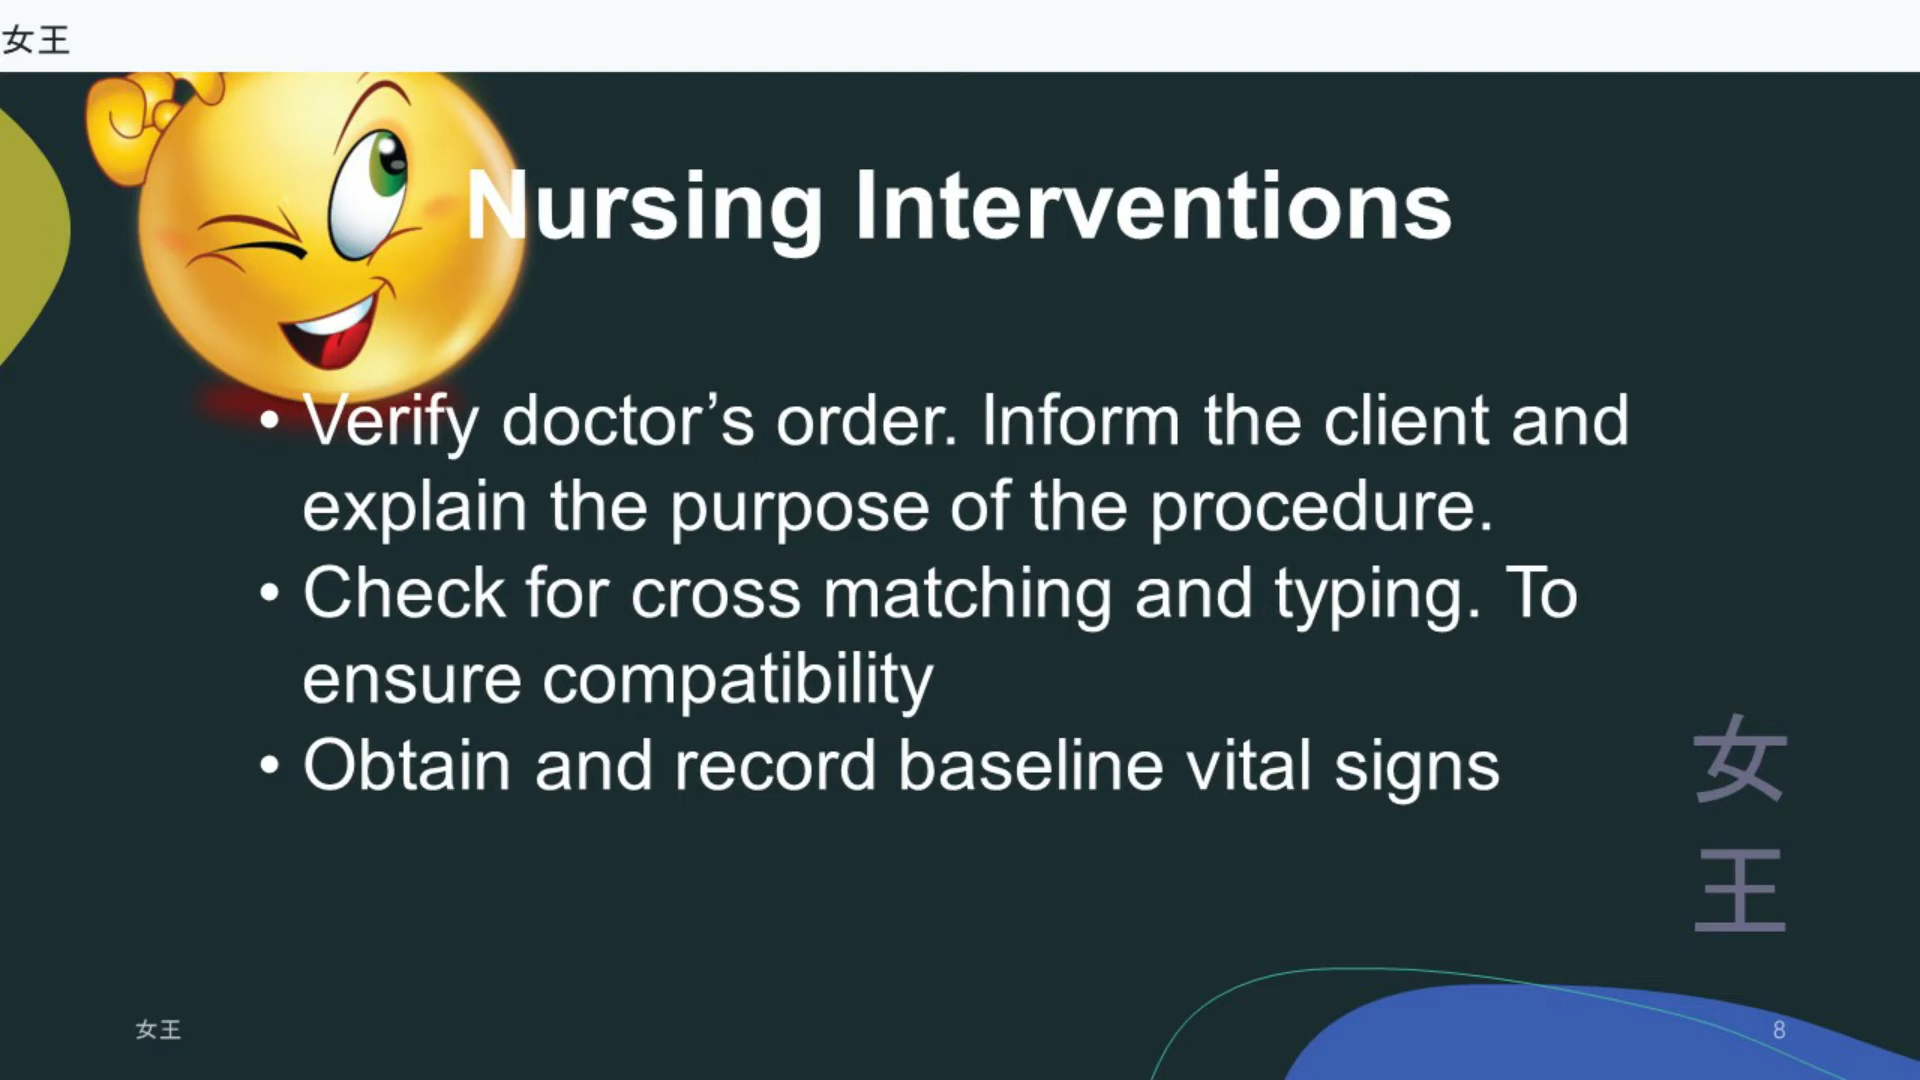 女王
Nursing Interventions
• Verify doctor’s order. Inform the client and
explain the purpose of the procedure.
• Check for cross matching and typing. To
ensure compatibility
• Obtain and record baseline vital signs
女
王
女王
8